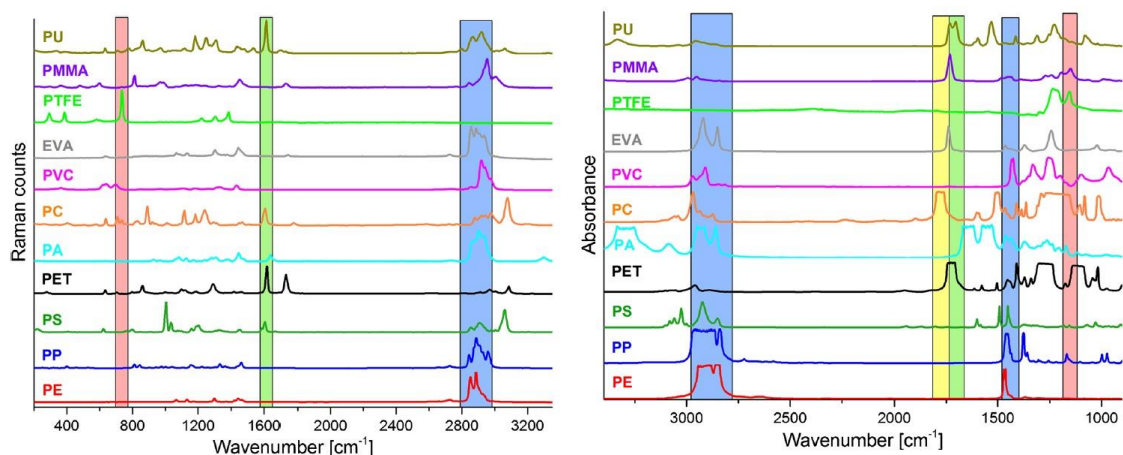 Raman counts
PU
PMMA
PTFE
EVA
PVC
PC
PA
PET
PS
PP
PE
400 800 1200 1600 2000 2400 2800 3200
Wavenumber [cm-1]
Absorbance
PU
PMMA
PTFE
EVA
PVC
PC
PA
PET
PS
PP
PE
3000 2500 2000 1500 1000
Wavenumber [cm-1]